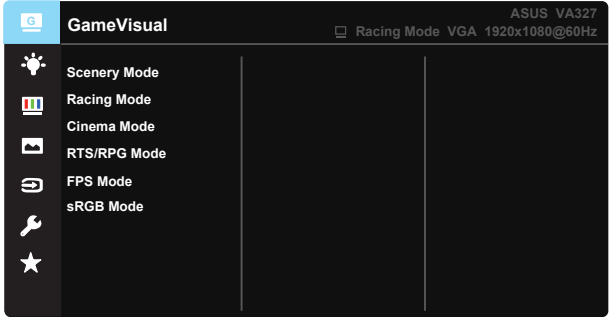 G
GameVisual
ASUS VA327
Racing Mode VGA 1920x1080@60Hz
Scenery Mode
Racing Mode
Cinema Mode
RTS/RPG Mode
FPS Mode
sRGB Mode